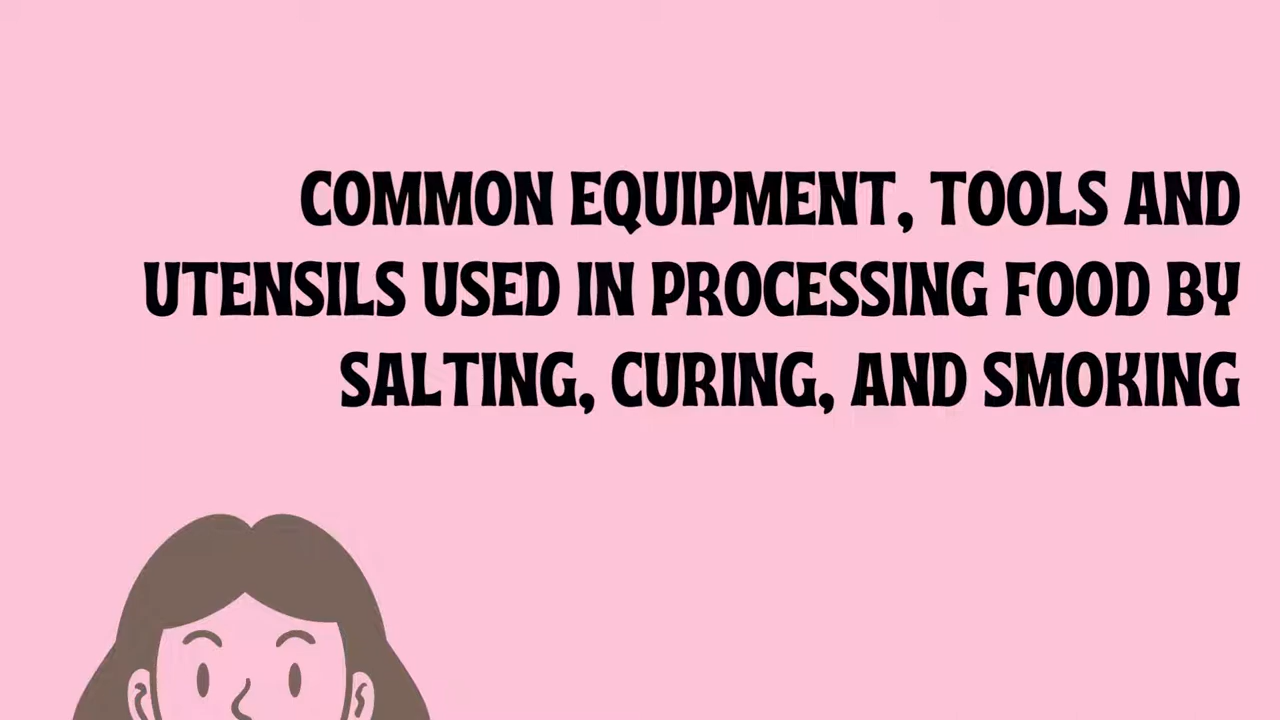 COMMON EQUIPMENT, TOOLS AND
UTENSILS USED IN PROCESSING FOOD BY
SALTING, CURING, AND SMOKING